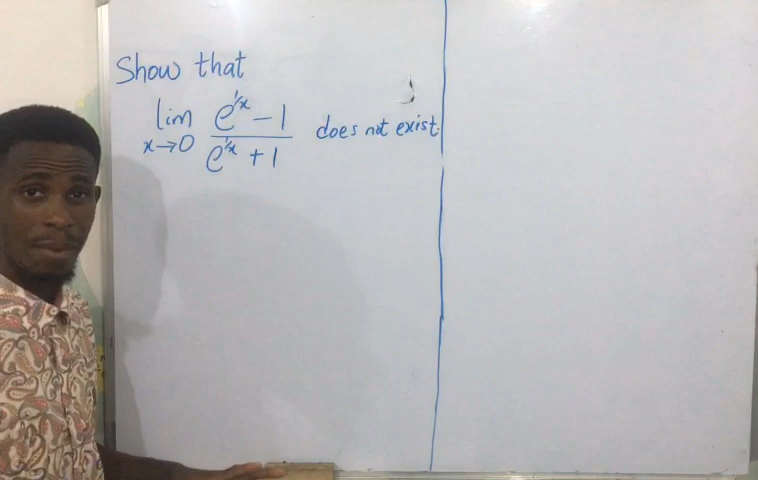 Show that
lim x→0 (e^{1/x} − 1)/(e^{1/x} + 1) does not exist.